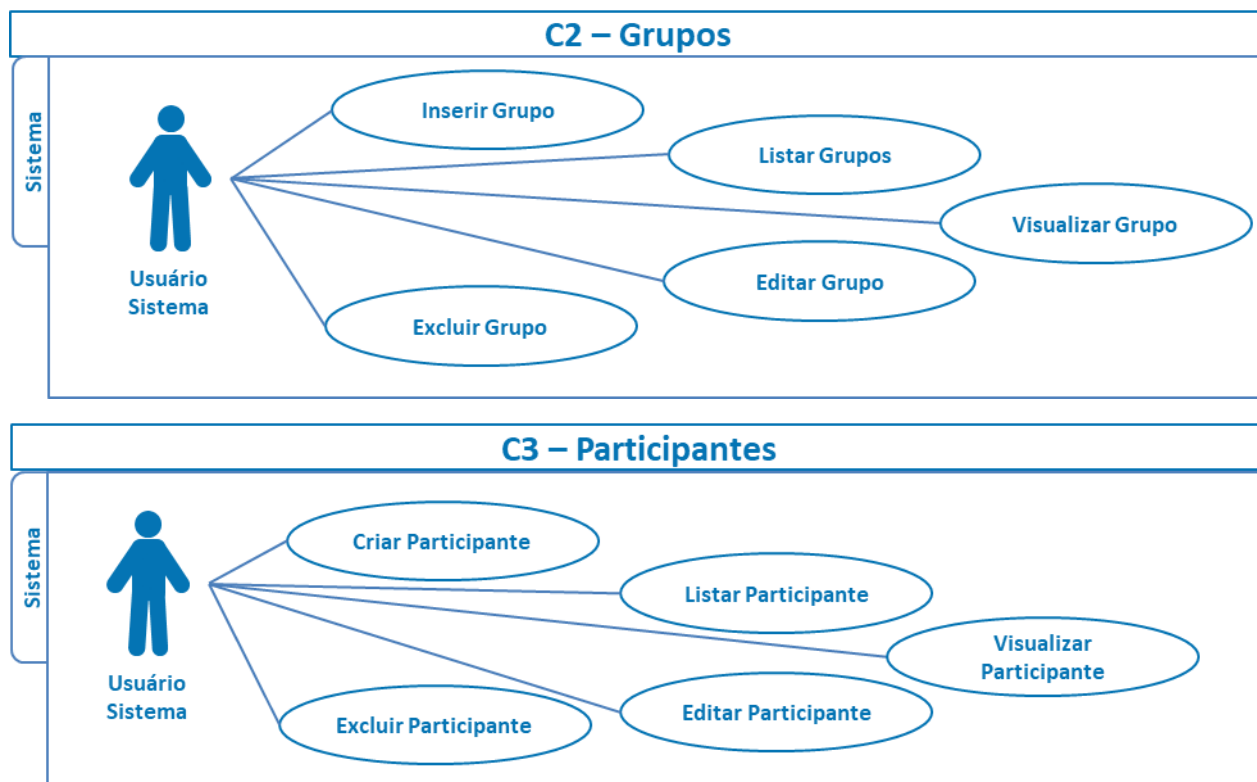 C2 – Grupos
Sistema
Inserir Grupo
Listar Grupos
Visualizar Grupo
Editar Grupo
Usuário
Sistema
Excluir Grupo
C3 – Participantes
Sistema
Criar Participante
Listar Participante
Visualizar
Participante
Usuário
Sistema
Editar Participante
Excluir Participante